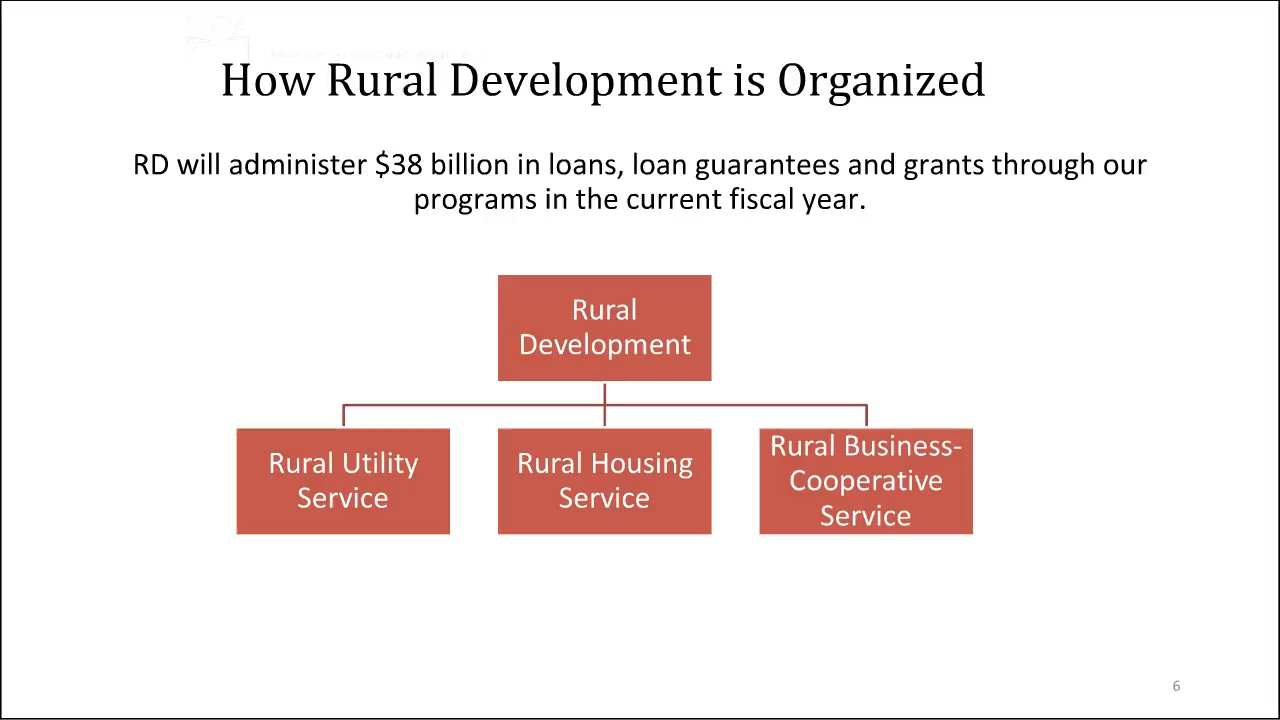 How Rural Development is Organized
RD will administer $38 billion in loans, loan guarantees and grants through our
programs in the current fiscal year.
Rural
Development
Rural Utility
Service
Rural Housing
Service
Rural Business-
Cooperative
Service
6